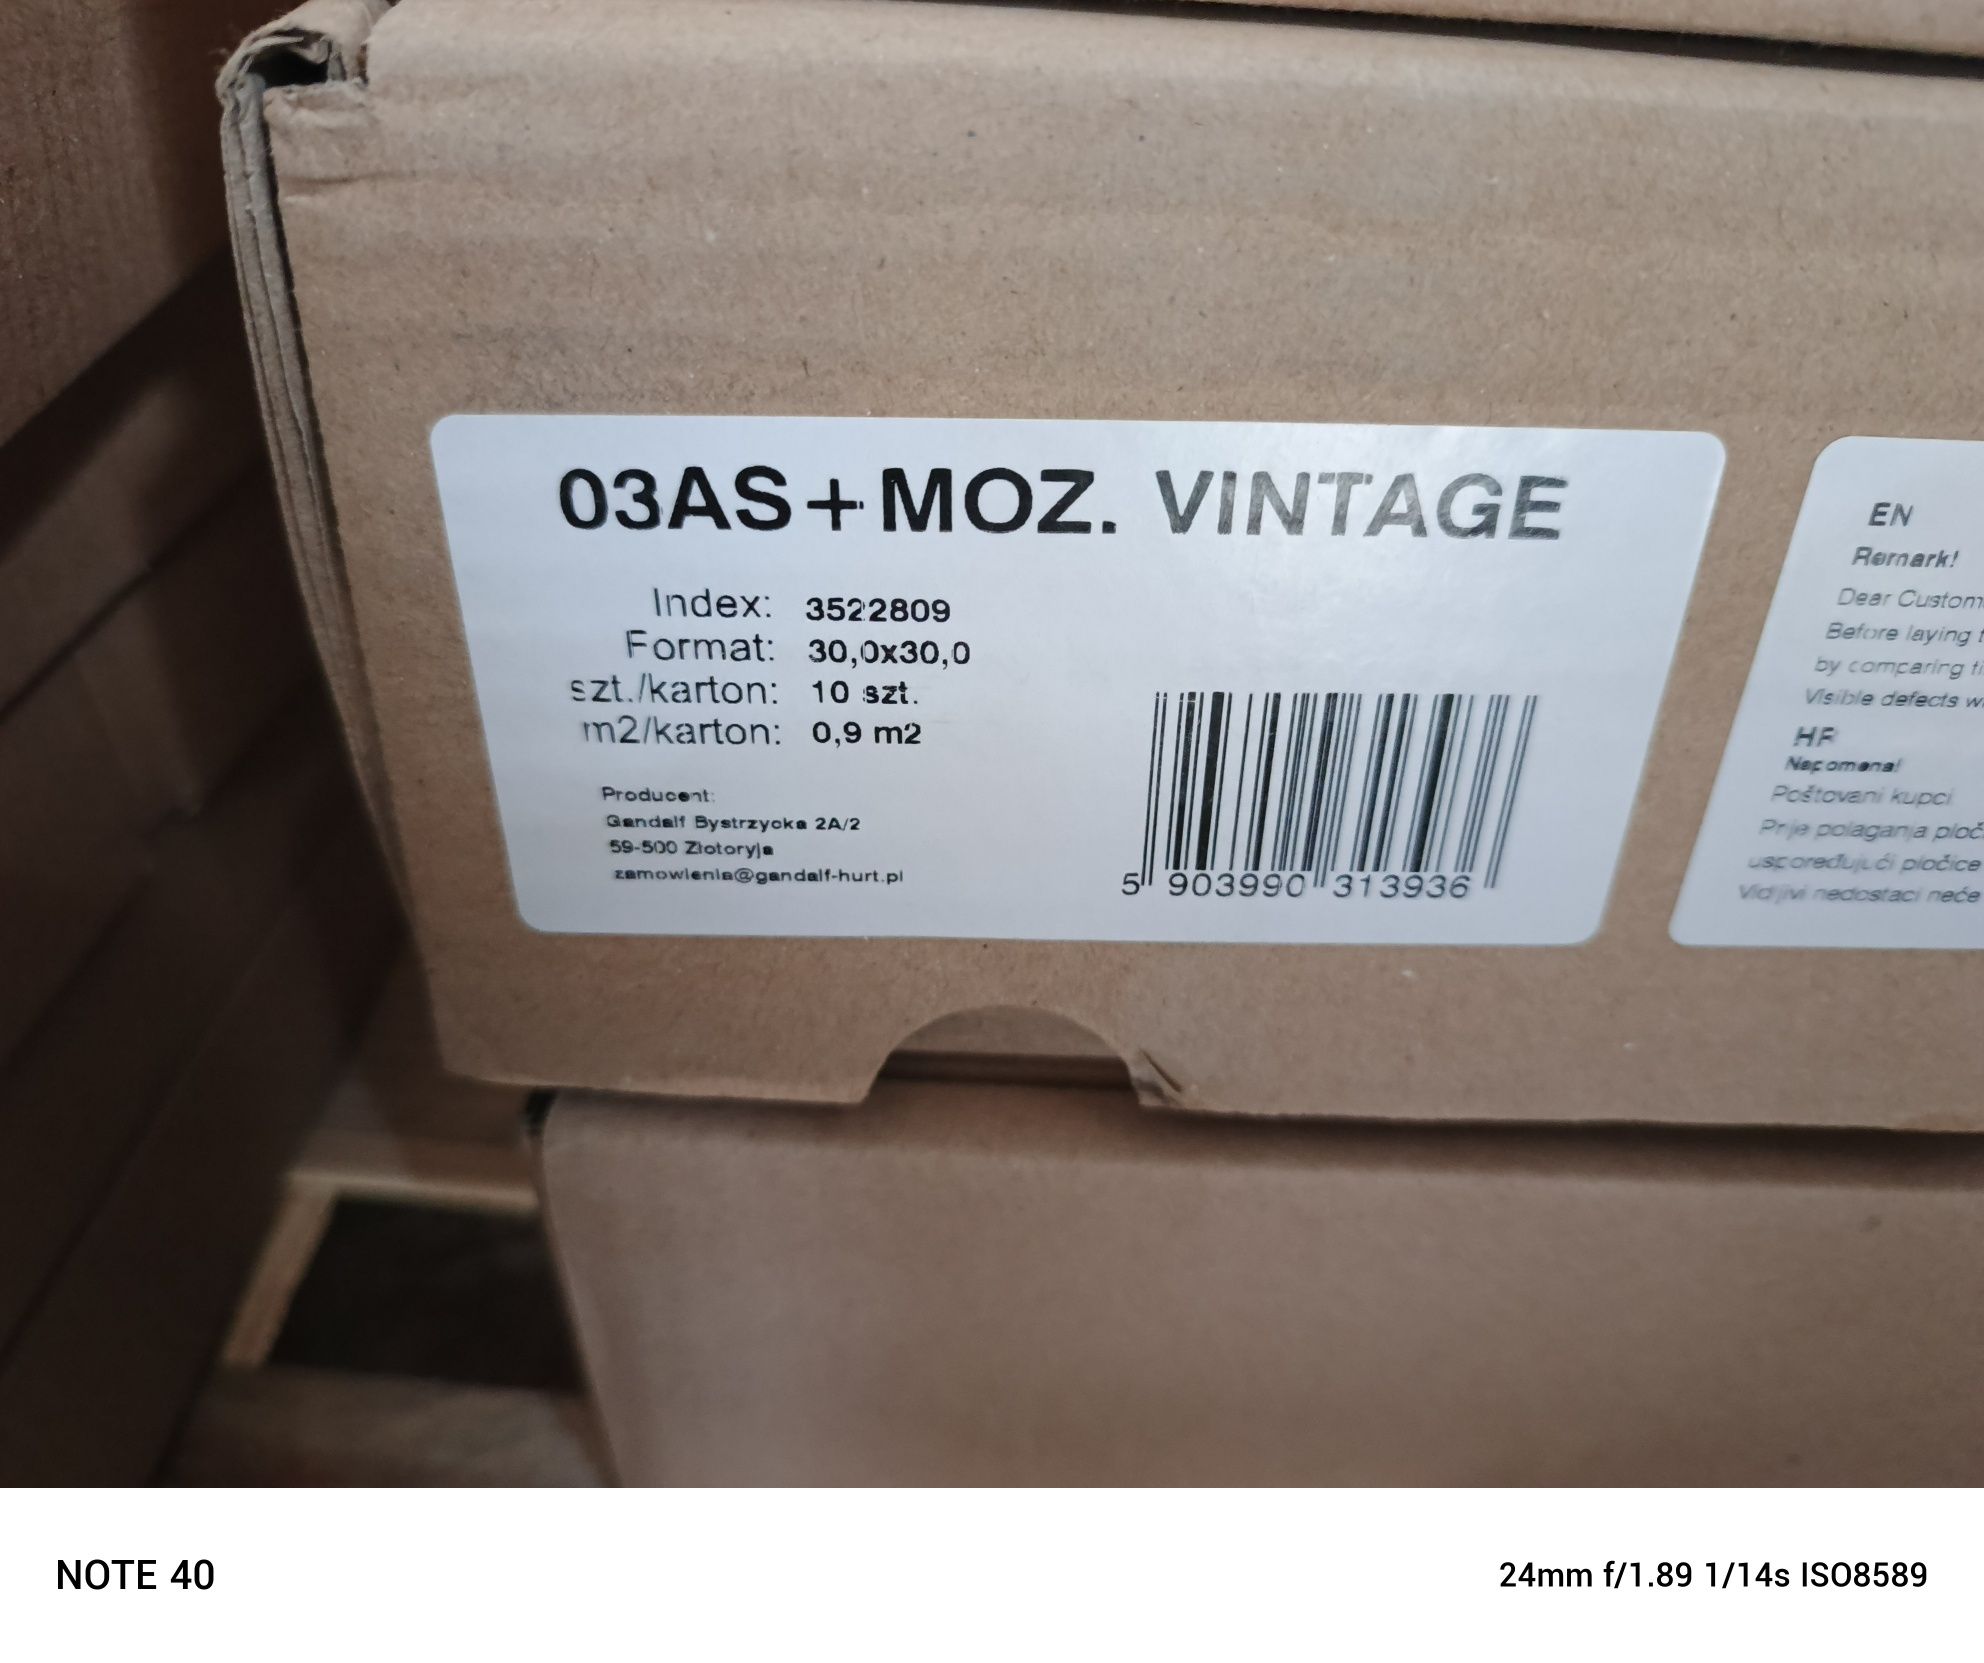 03AS+MOZ. VINTAGE
Index: 3522809
Format: 30,0x30,0
szt./karton: 10 szt.
m2/karton: 0,9 m2
Producent:
Gandalf Bystrzycka 2A/2
59-500 Złotoryja
zamowienia@gandalf-hurt.pl
5 903990 313936
EN
Remark!
Dear Custom
Before laying
by comparing
Visible defects
HR
Napomena!
Poštovani kupci
Prije polaganja ploč
uspoređujući pločice
Vidljivi nedostaci neće
NOTE 40
24mm f/1.89 1/14s ISO8589